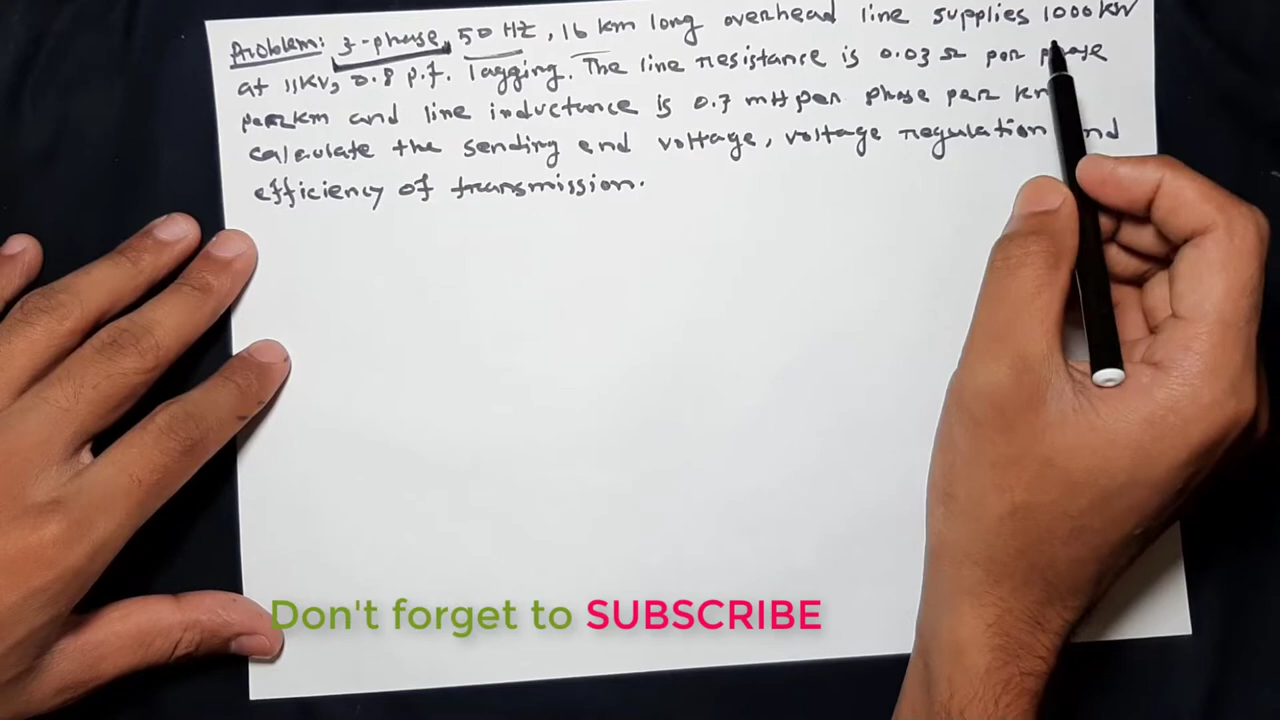 Problem: 3-phase, 50 Hz, 16 km long overhead line supplies 1000 kW
at 11KV, 0.8 p.f. lagging. The line resistance is 0.03 Ω per phase
per km and line inductance is 0.7 mH per phase per km
calculate the sending end voltage, voltage regulation and
efficiency of transmission.
Don't forget to SUBSCRIBE